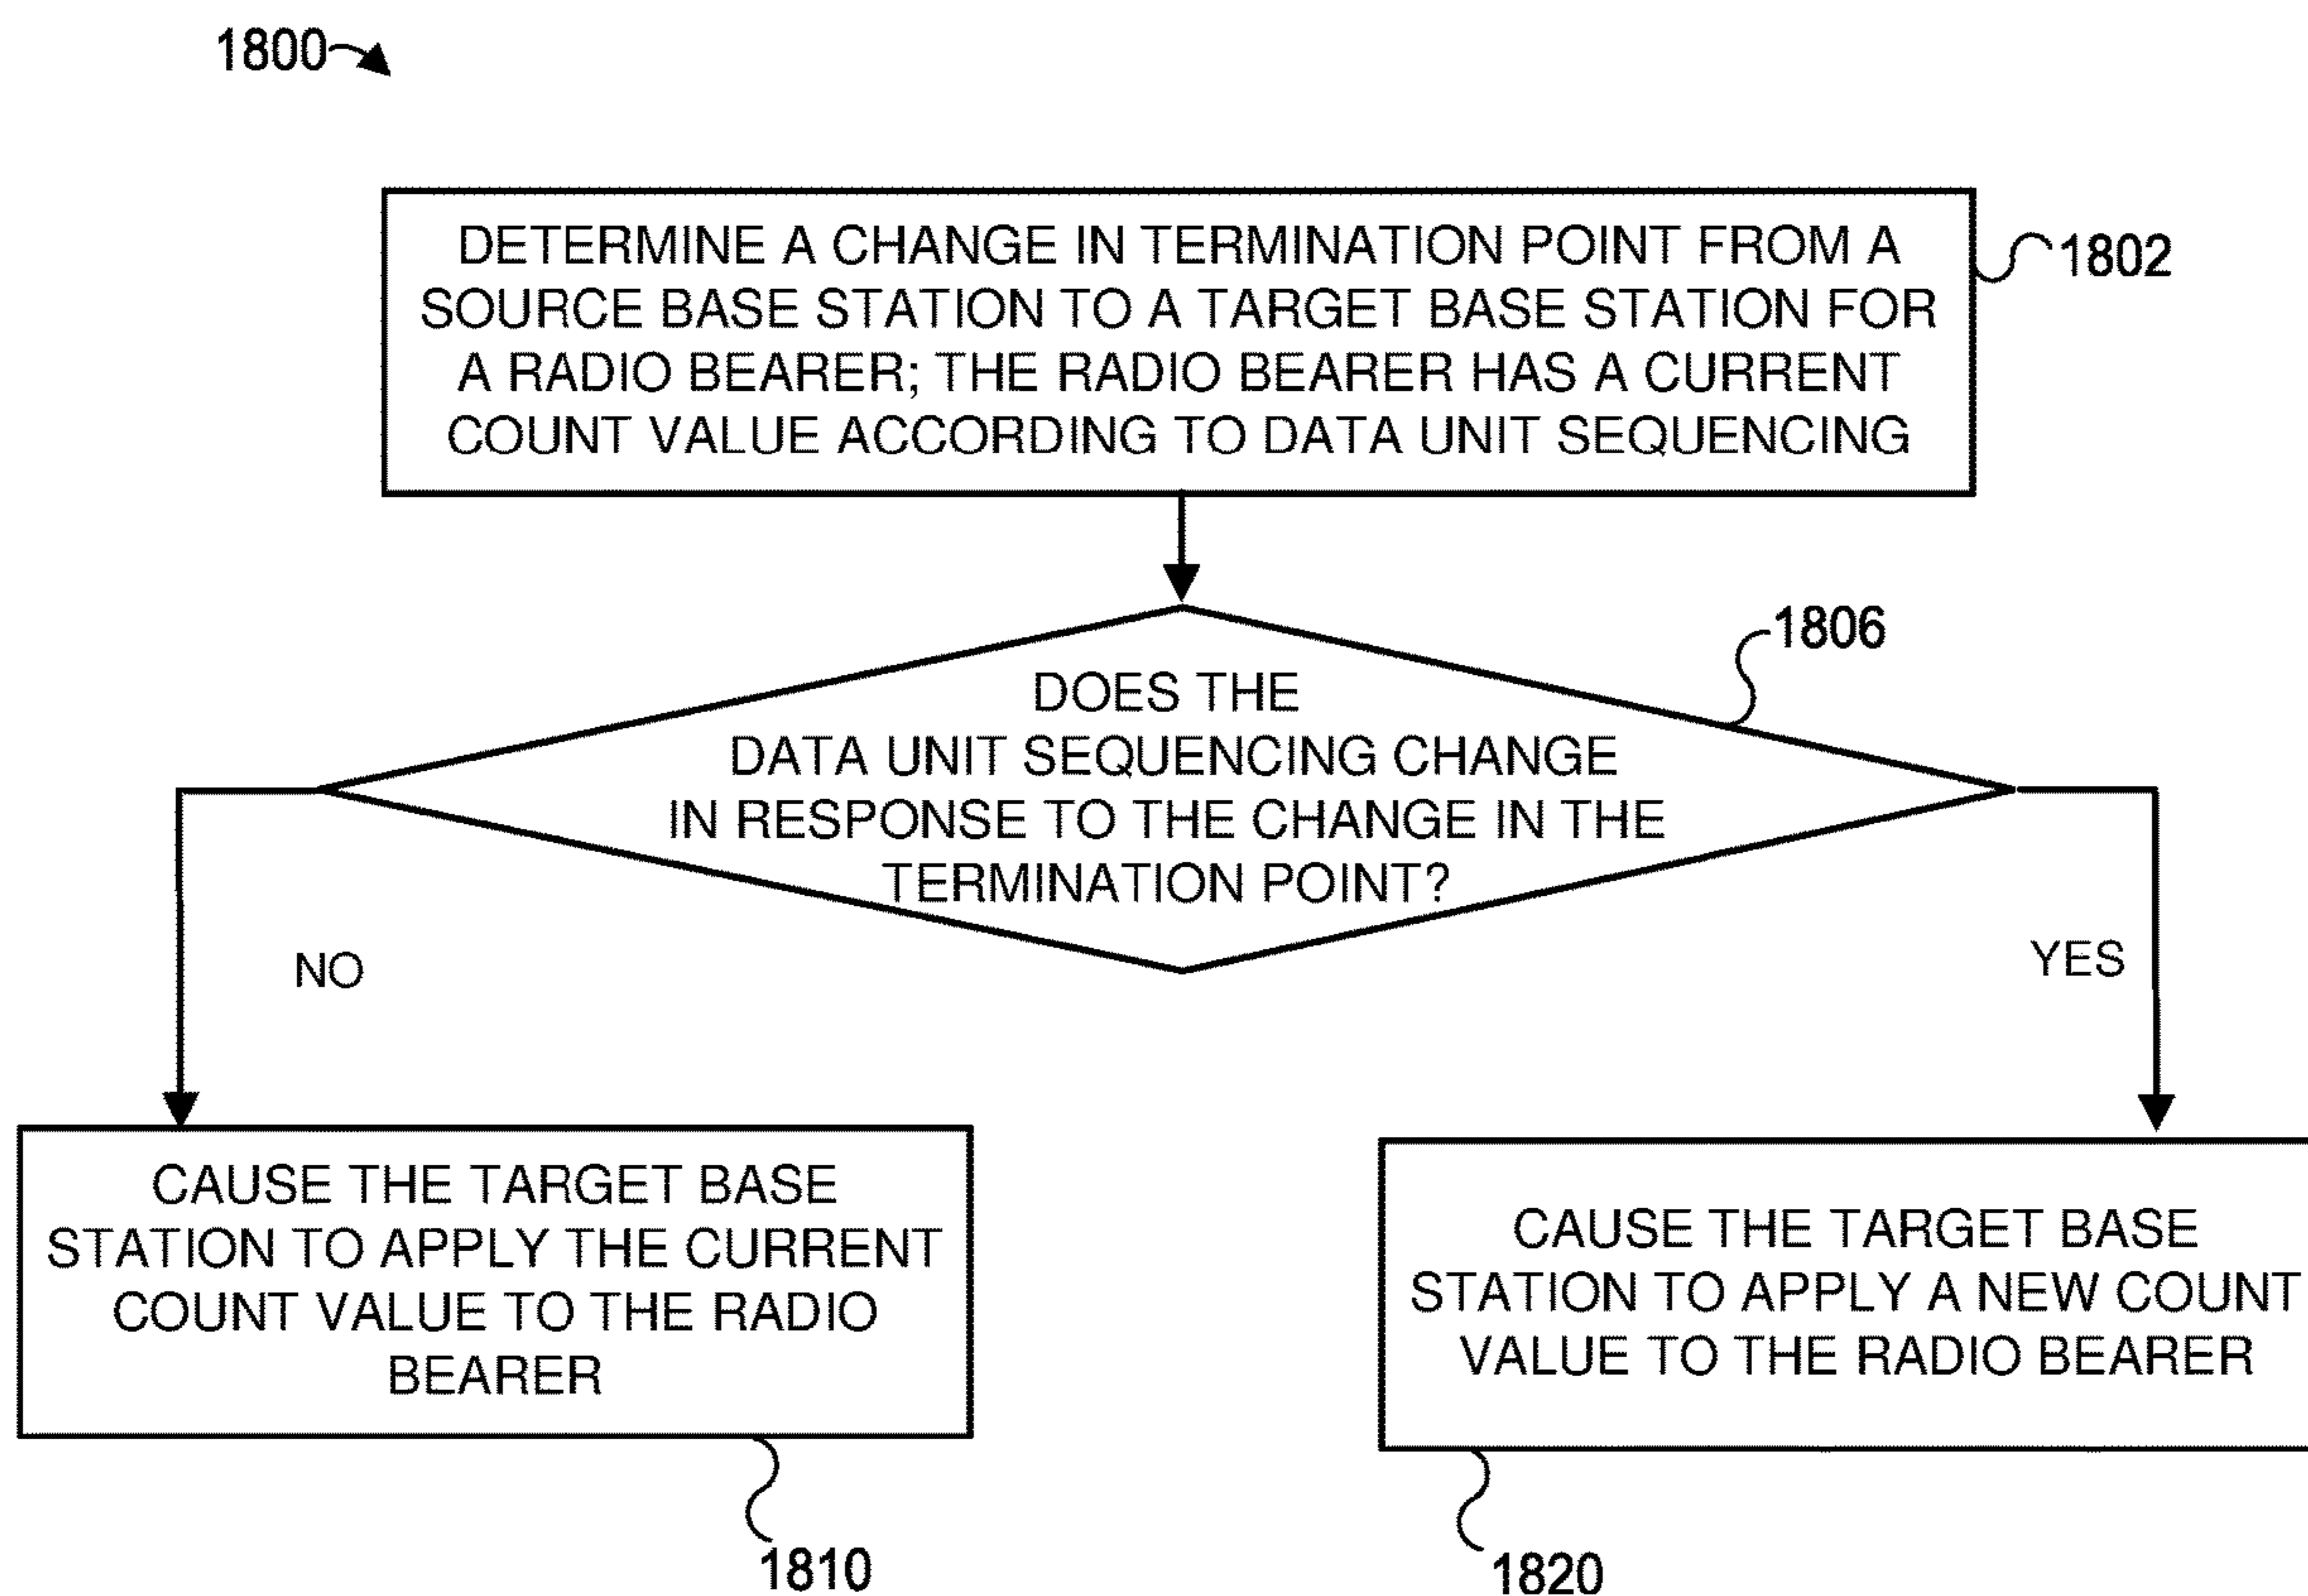 1800
DETERMINE A CHANGE IN TERMINATION POINT FROM A
SOURCE BASE STATION TO A TARGET BASE STATION FOR
A RADIO BEARER; THE RADIO BEARER HAS A CURRENT
COUNT VALUE ACCORDING TO DATA UNIT SEQUENCING
1802
1806
DOES THE
DATA UNIT SEQUENCING CHANGE
IN RESPONSE TO THE CHANGE IN THE
TERMINATION POINT?
NO
YES
CAUSE THE TARGET BASE
STATION TO APPLY THE CURRENT
COUNT VALUE TO THE RADIO
BEARER
1810
CAUSE THE TARGET BASE
STATION TO APPLY A NEW COUNT
VALUE TO THE RADIO BEARER
1820